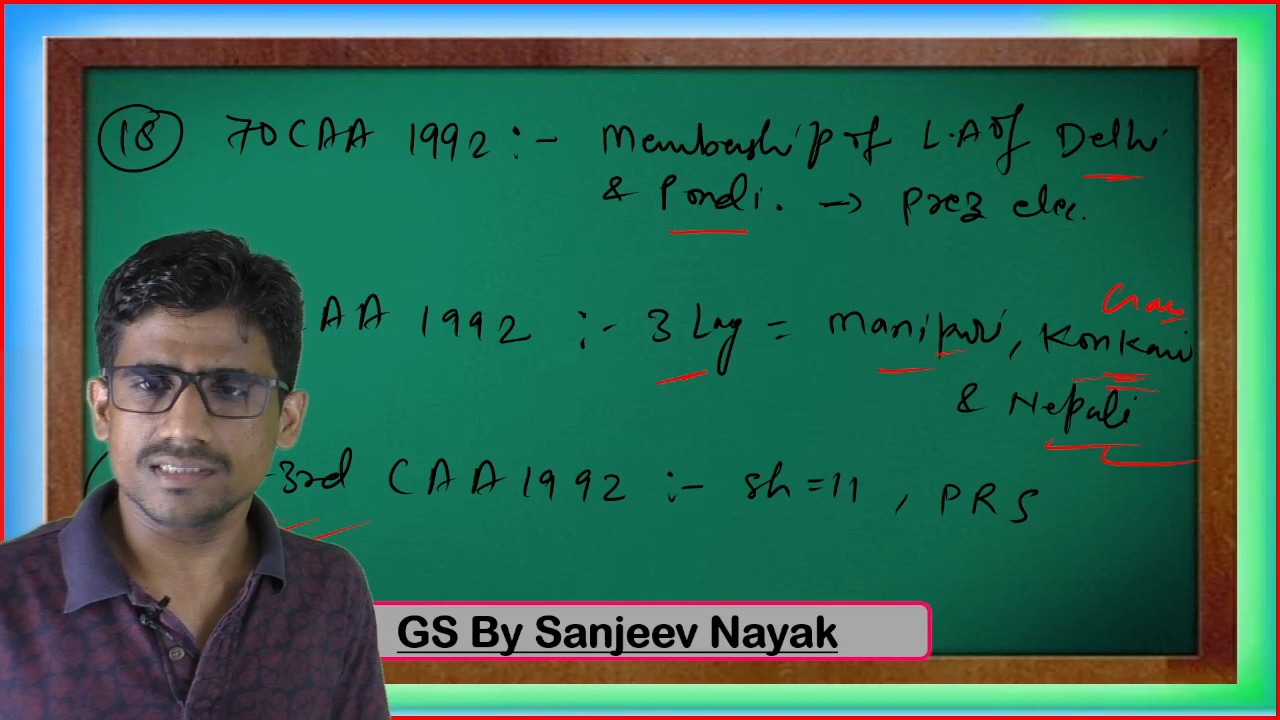 18 70 CAA 1992 :- Membership of L.A of Delhi
& Pondi. → prez elec.
Goa
AA 1992 :- 3 Lag = Manipuri, Konkani
& Nepali
3rd CAA 1992 :- sh = 11, PRS
GS By Sanjeev Nayak